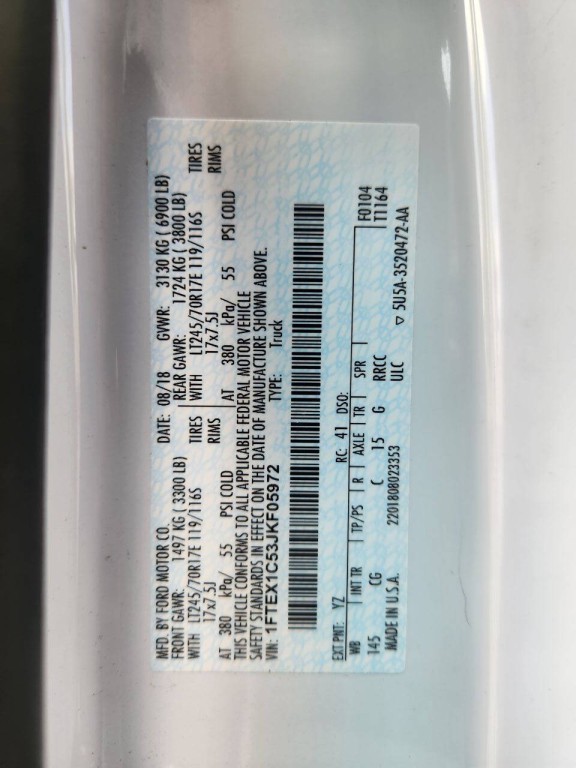 MFD. BY FORD MOTOR CO. DATE: 08/18 GVWR: 3130 KG ( 6900 LB)
FRONT GAWR: 1497 KG ( 3300 LB) REAR GAWR: 1724 KG ( 3800 LB)
WITH LT245/70R17E 119/116S TIRES WITH LT245/70R17E 119/116S TIRES
17x7.5J RIMS 17x7.5J RIMS
AT 380 kPa/ 55 PSI COLD AT 380 kPa/ 55 PSI COLD
THIS VEHICLE CONFORMS TO ALL APPLICABLE FEDERAL MOTOR VEHICLE
SAFETY STANDARDS IN EFFECT ON THE DATE OF MANUFACTURE SHOWN ABOVE.
VIN: 1FTEX1C53JKF05972 TYPE: Truck
F0104
EXT PNT: YZ RC: 41 DSO: T1164
WB INT TR TP/PS R AXLE TR SPR
145 CG C 15 G RRCC
ULC
MADE IN U.S.A. 2201808023353 ▽ 5U5A-3520472-AA